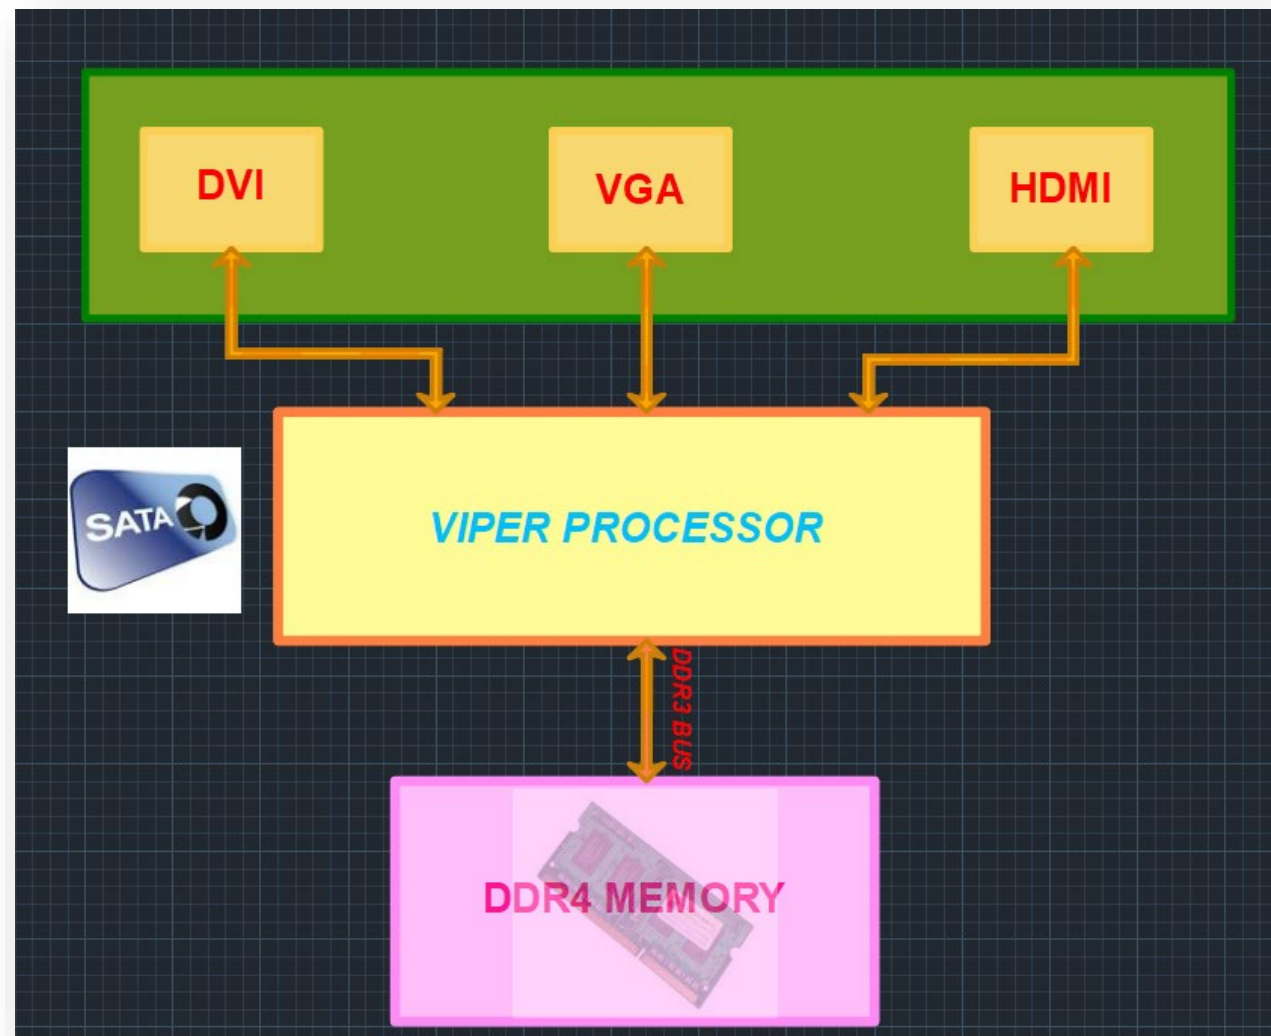 DVI
VGA
HDMI
SATA
VIPER PROCESSOR
DDR3 BUS
DDR4 MEMORY